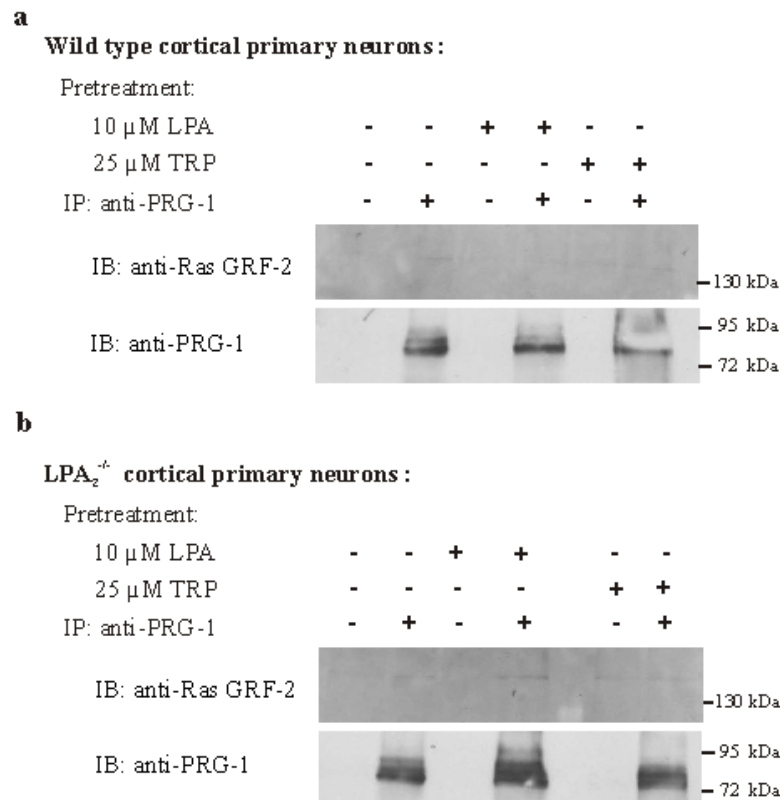 a
Wild type cortical primary neurons :
Pretreatment:
10 µM LPA - - + + - -
25 µM TRP - - - - + +
IP: anti-PRG-1 - + - + - +
IB: anti-Ras GRF-2
130 kDa
IB: anti-PRG-1
95 kDa
72 kDa
b
LPA₂⁻/⁻ cortical primary neurons :
Pretreatment:
10 µM LPA - - + + - -
25 µM TRP - - - - + +
IP: anti-PRG-1 - + - + - +
IB: anti-Ras GRF-2
130 kDa
IB: anti-PRG-1
95 kDa
72 kDa